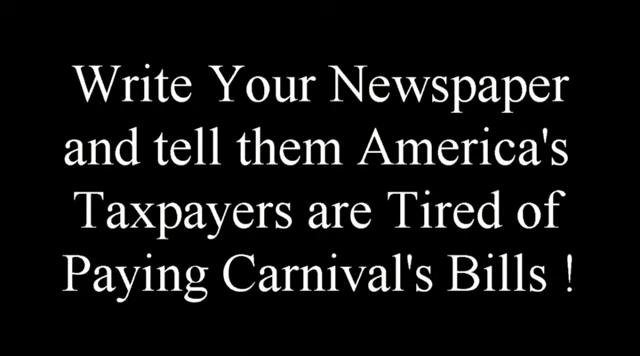 Write Your Newspaper
and tell them America's
Taxpayers are Tired of
Paying Carnival's Bills !